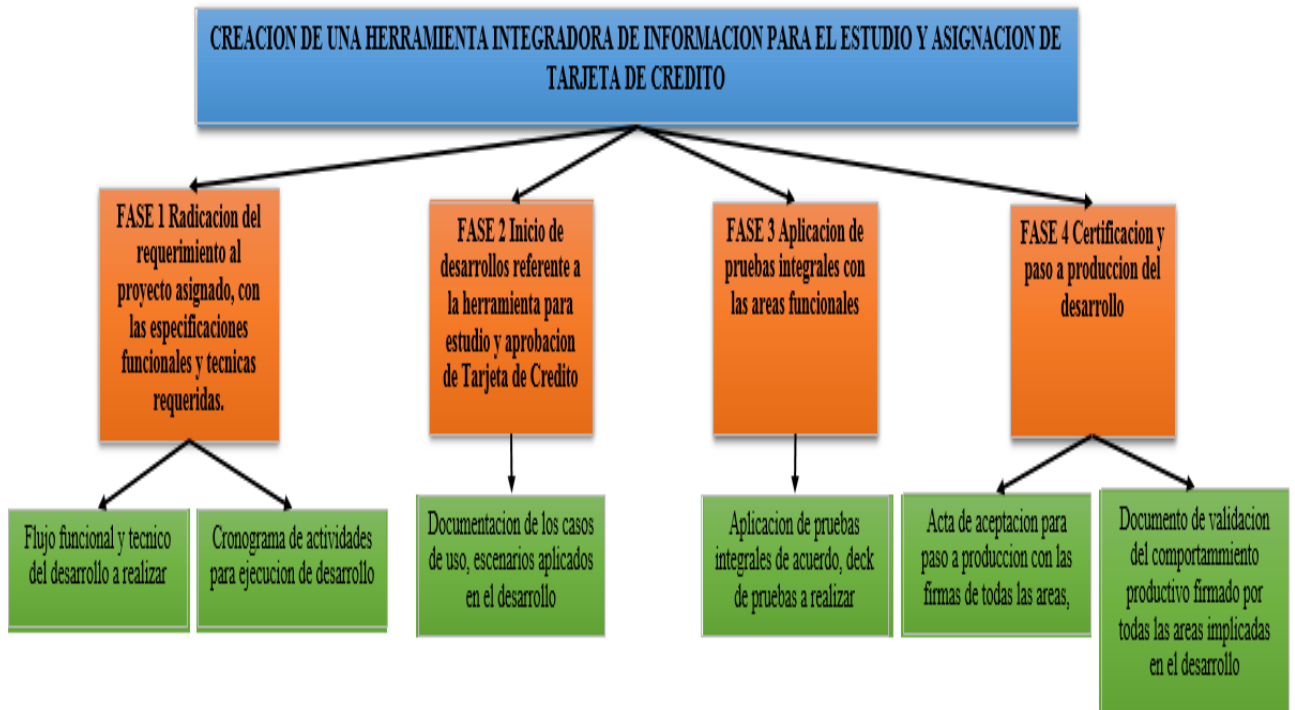 CREACION DE UNA HERRAMIENTA INTEGRADORA DE INFORMACION PARA EL ESTUDIO Y ASIGNACION DE
TARJETA DE CREDITO
FASE 1 Radicacion del
requerimiento al
proyecto asignado, con
las especificaciones
funcionales y tecnicas
requeridas.
FASE 2 Inicio de
desarrollos referente a
la herramienta para
estudio y aprobacion
de Tarjeta de Credito
FASE 3 Aplicacion de
pruebas integrales con
las areas funcionales
FASE 4 Certificacion y
paso a produccion del
desarrollo
Flujo funcional y tecnico
del desarrollo a realizar
Cronograma de actividades
para ejecucion de desarrollo
Documentacion de los casos
de uso, escenarios aplicados
en el desarrollo
Aplicacion de pruebas
integrales de acuerdo, deck
de pruebas a realizar
Acta de aceptacion para
paso a produccion con las
firmas de todas las areas,
Documento de validacion
del comportammiento
productivo firmado por
todas las areas implicadas
en el desarrollo